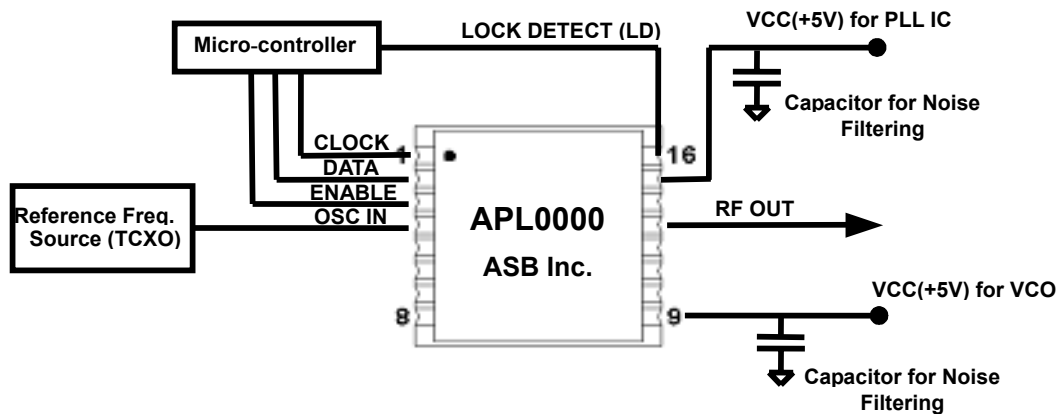 Micro-controller
LOCK DETECT (LD)
VCC(+5V) for PLL IC
Capacitor for Noise
Filtering
CLOCK
1
16
DATA
ENABLE
OSC IN
Reference Freq.
Source (TCXO)
APL0000
ASB Inc.
RF OUT
8
9
VCC(+5V) for VCO
Capacitor for Noise
Filtering